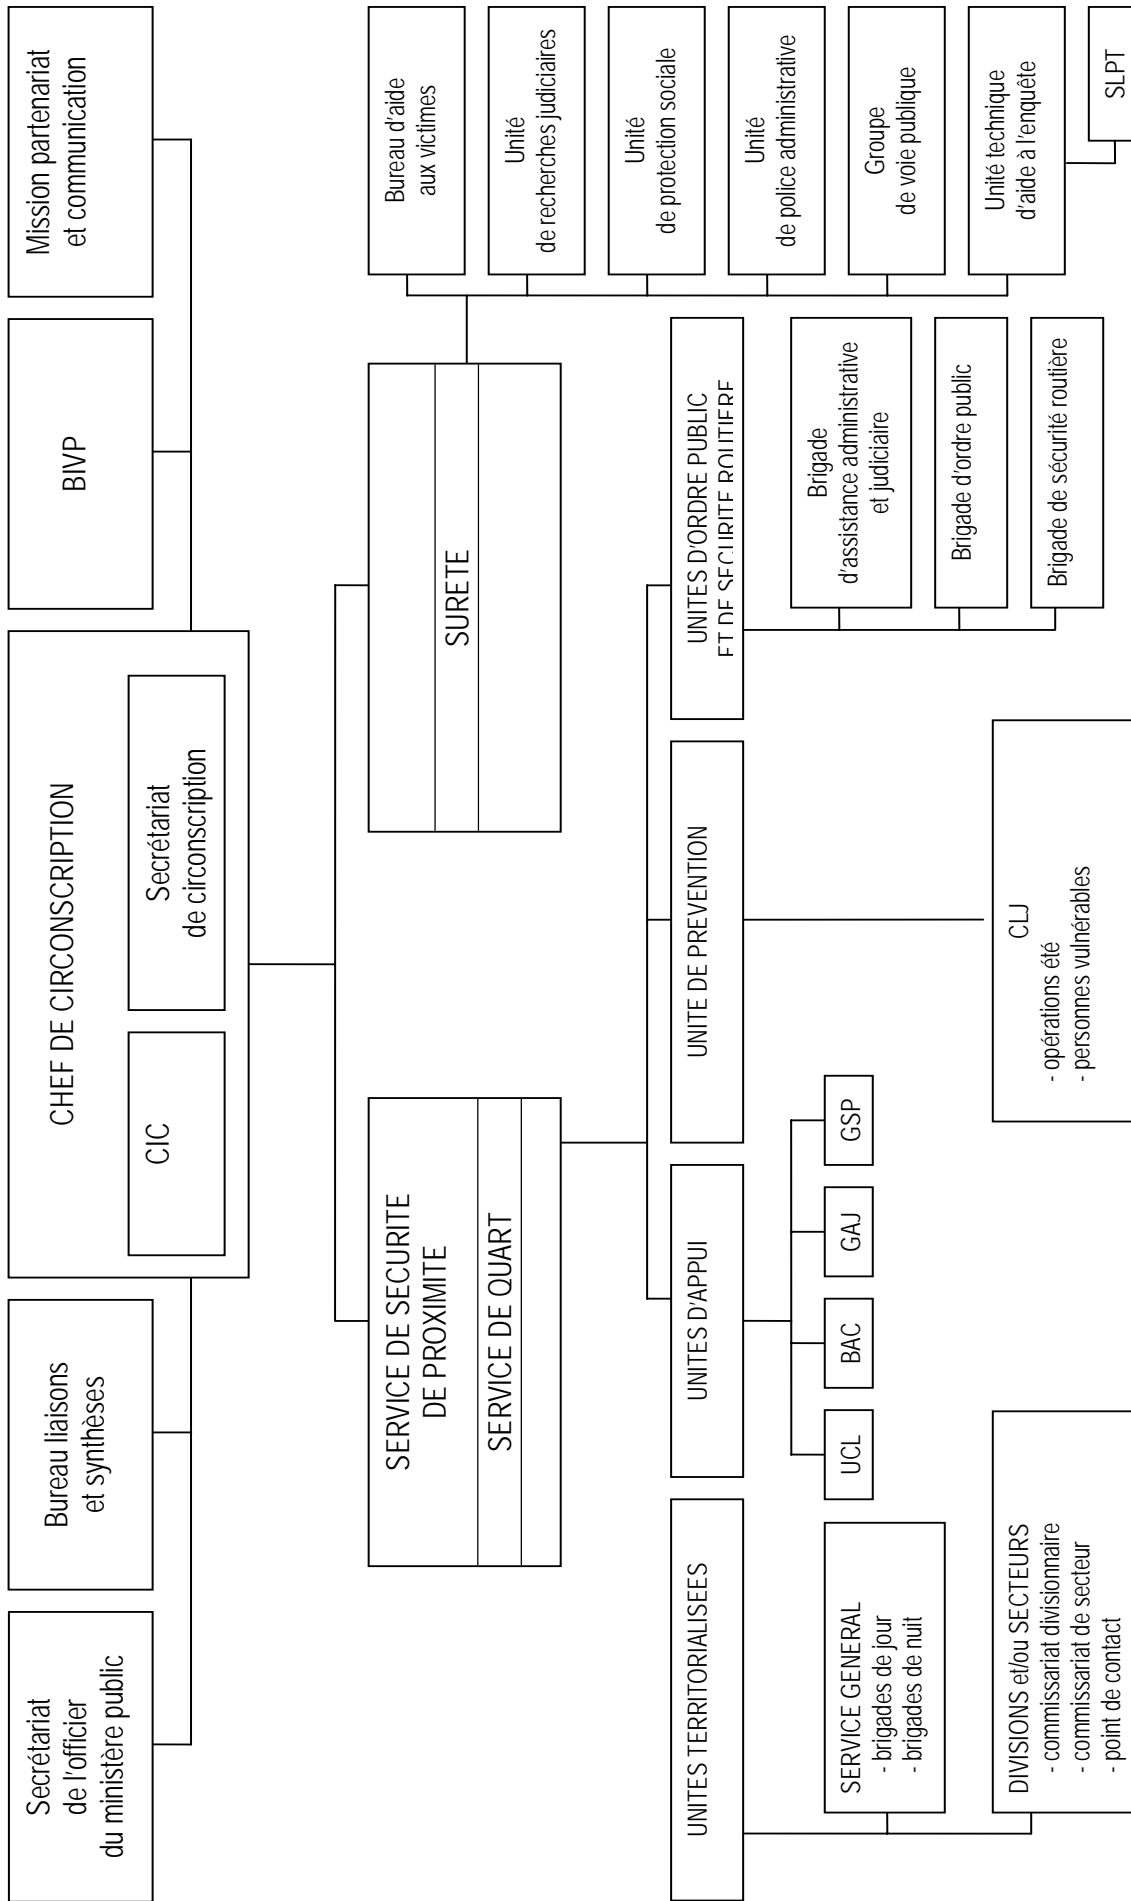 Secrétariat
de l'officier
du ministère public
Bureau liaisons
et synthèses
CHEF DE CIRCONSCRIPTION
CIC
Secrétariat
de circonscription
BIVP
Mission partenariat
et communication
SERVICE DE SECURITE
DE PROXIMITE
SERVICE DE QUART
SURETE
Bureau d'aide
aux victimes
Unité
de recherches judiciaires
Unité
de protection sociale
Unité
de police administrative
Groupe
de voie publique
Unité technique
d'aide à l'enquête
SLPT
UNITES TERRITORIALISEES
SERVICE GENERAL
- brigades de jour
- brigades de nuit
DIVISIONS et/ou SECTEURS
- commissariat divisionnaire
- commissariat de secteur
- point de contact
UNITES D'APPUI
UCL
BAC
GAJ
GSP
UNITE DE PREVENTION
CLJ
- opérations été
- personnes vulnérables
UNITES D'ORDRE PUBLIC
ET DE SECURITE ROUTIERE
Brigade
d'assistance administrative
et judiciaire
Brigade d'ordre public
Brigade de sécurité routière